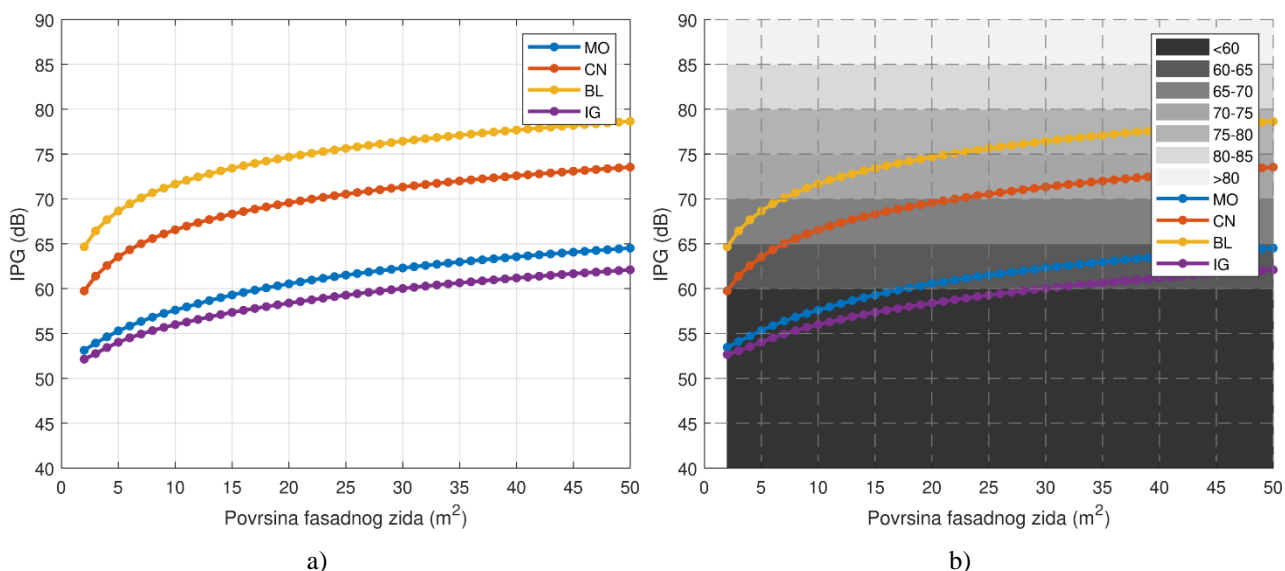 90
85
80
75
70
65
60
55
50
45
40
IPG (dB)
MO
CN
BL
IG
0 5 10 15 20 25 30 35 40 45 50
Povrsina fasadnog zida (m²)
a)
90
85
80
75
70
65
60
55
50
45
40
IPG (dB)
<60
60-65
65-70
70-75
75-80
80-85
>80
MO
CN
BL
IG
0 5 10 15 20 25 30 35 40 45 50
Povrsina fasadnog zida (m²)
b)